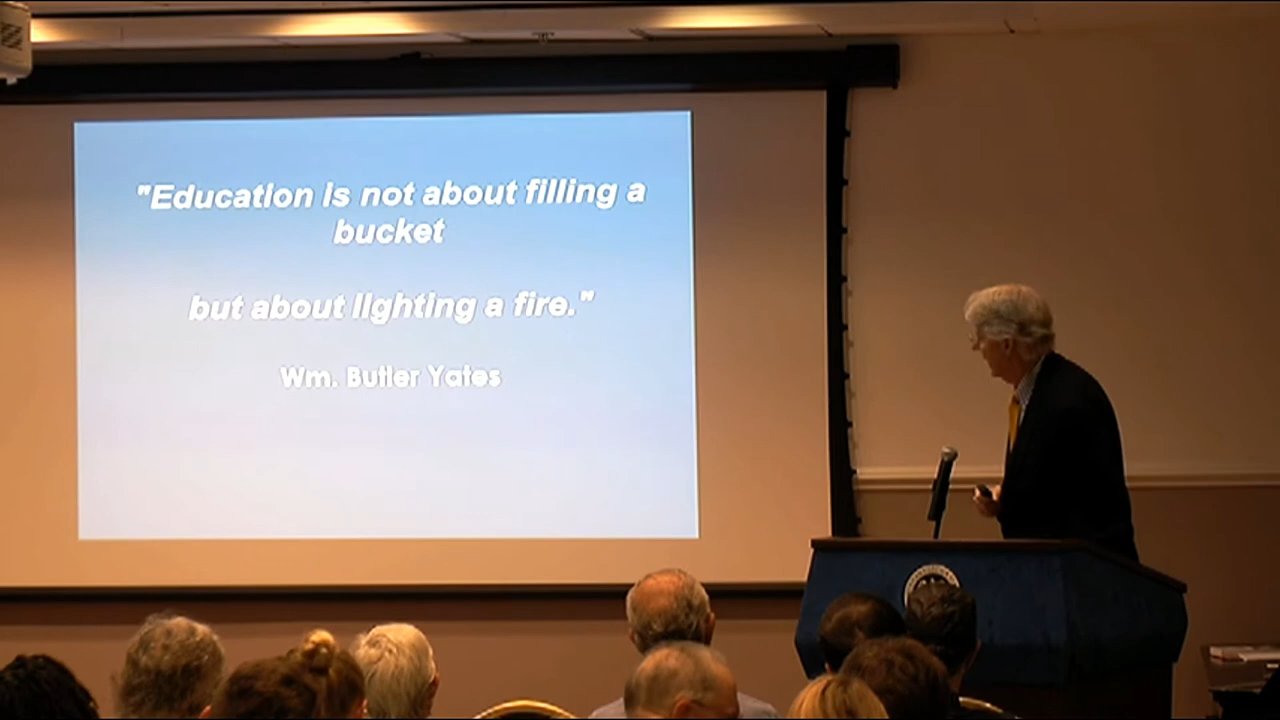 "Education is not about filling a
bucket
but about lighting a fire."
Wm. Butler Yates